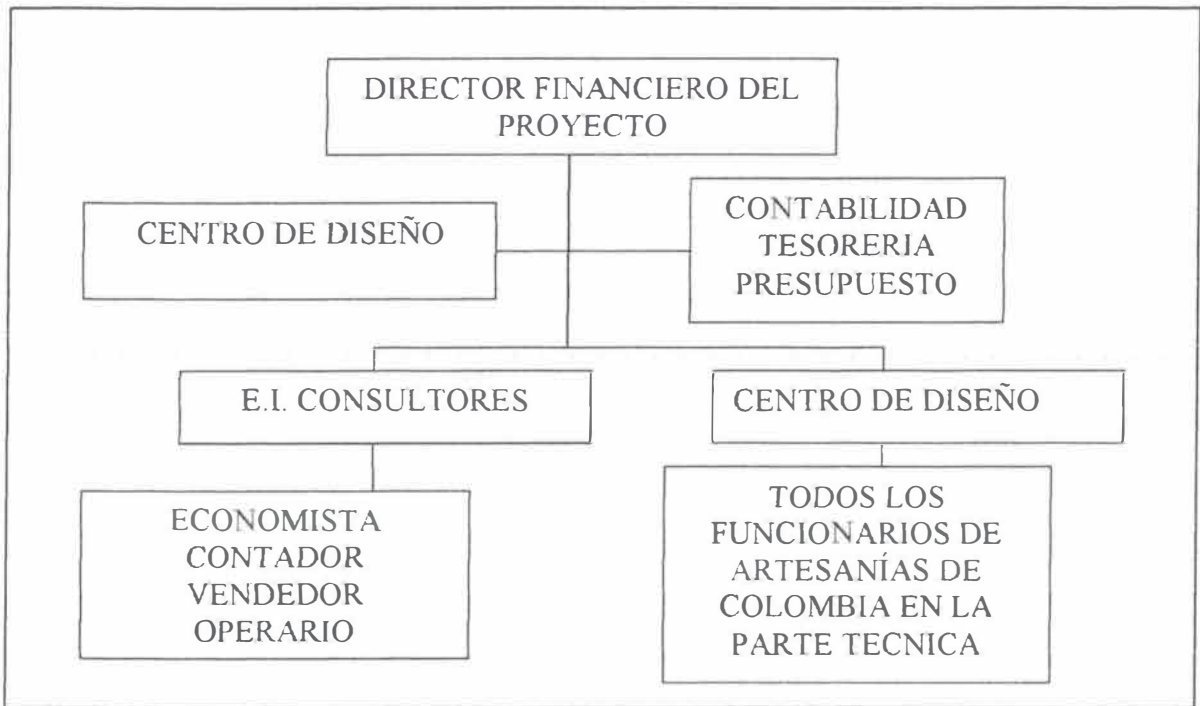 DIRECTOR FINANCIERO DEL
PROYECTO
CENTRO DE DISEÑO
CONTABILIDAD
TESORERIA
PRESUPUESTO
E.I. CONSULTORES
CENTRO DE DISEÑO
ECONOMISTA
CONTADOR
VENDEDOR
OPERARIO
TODOS LOS
FUNCIONARIOS DE
ARTESANÍAS DE
COLOMBIA EN LA
PARTE TECNICA